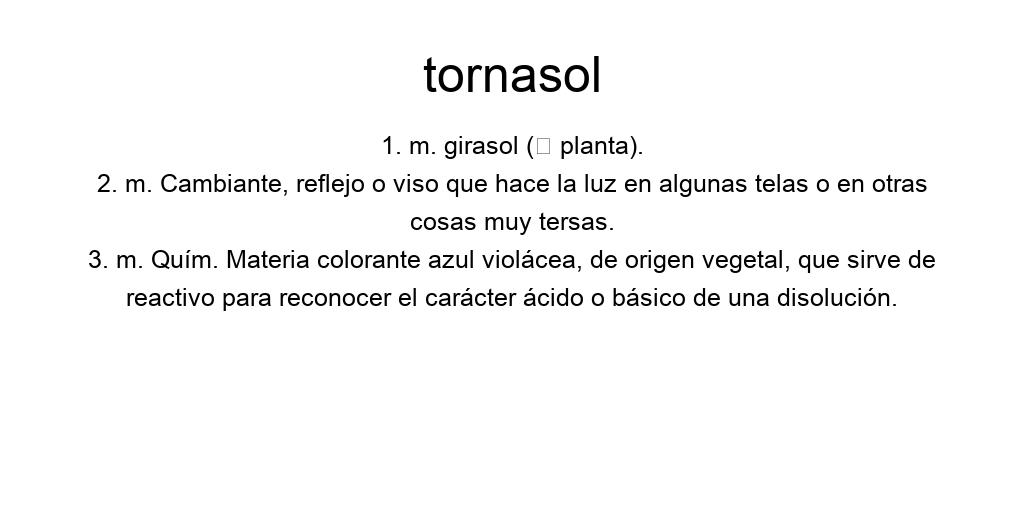 tornasol
1. m. girasol (□ planta).
2. m. Cambiante, reflejo o viso que hace la luz en algunas telas o en otras
cosas muy tersas.
3. m. Quím. Materia colorante azul violácea, de origen vegetal, que sirve de
reactivo para reconocer el carácter ácido o básico de una disolución.